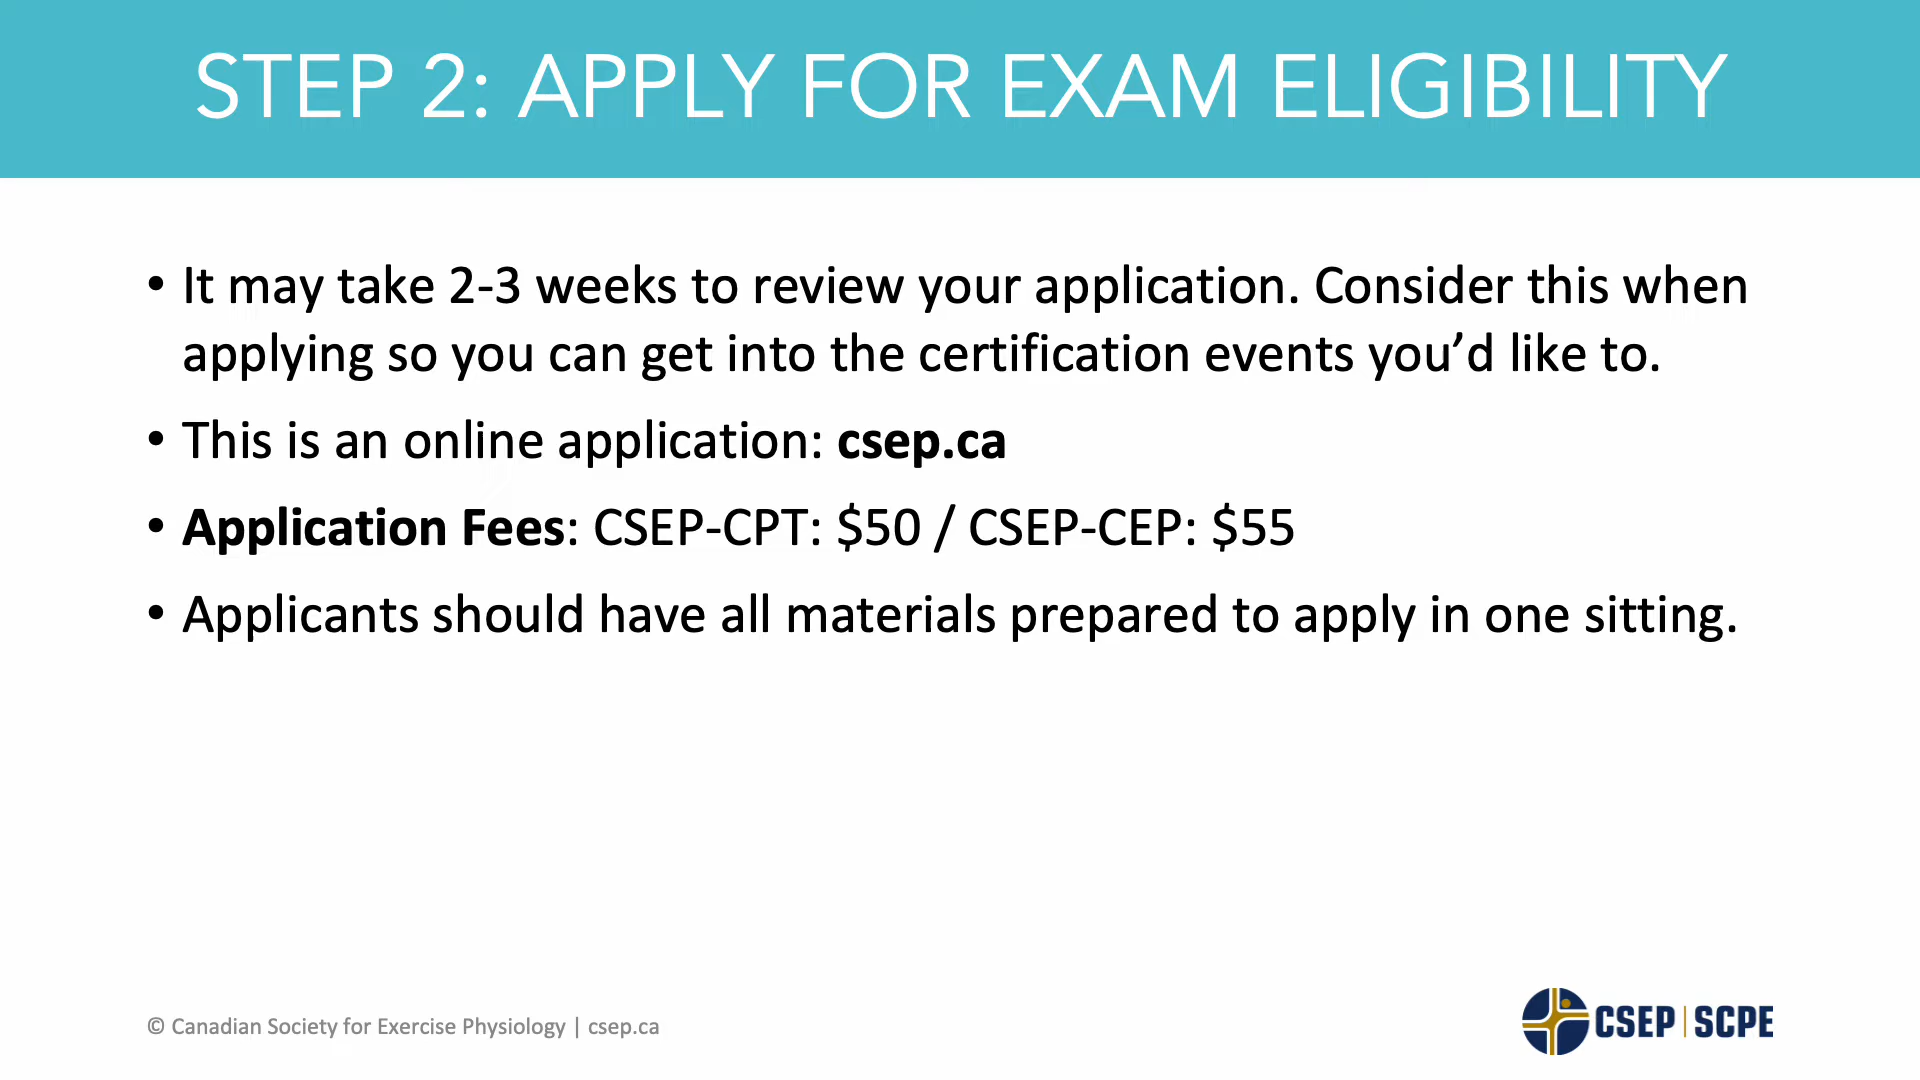 STEP 2: APPLY FOR EXAM ELIGIBILITY
• It may take 2-3 weeks to review your application. Consider this when
applying so you can get into the certification events you’d like to.
• This is an online application: csep.ca
• Application Fees: CSEP-CPT: $50 / CSEP-CEP: $55
• Applicants should have all materials prepared to apply in one sitting.
© Canadian Society for Exercise Physiology | csep.ca
CSEP | SCPE